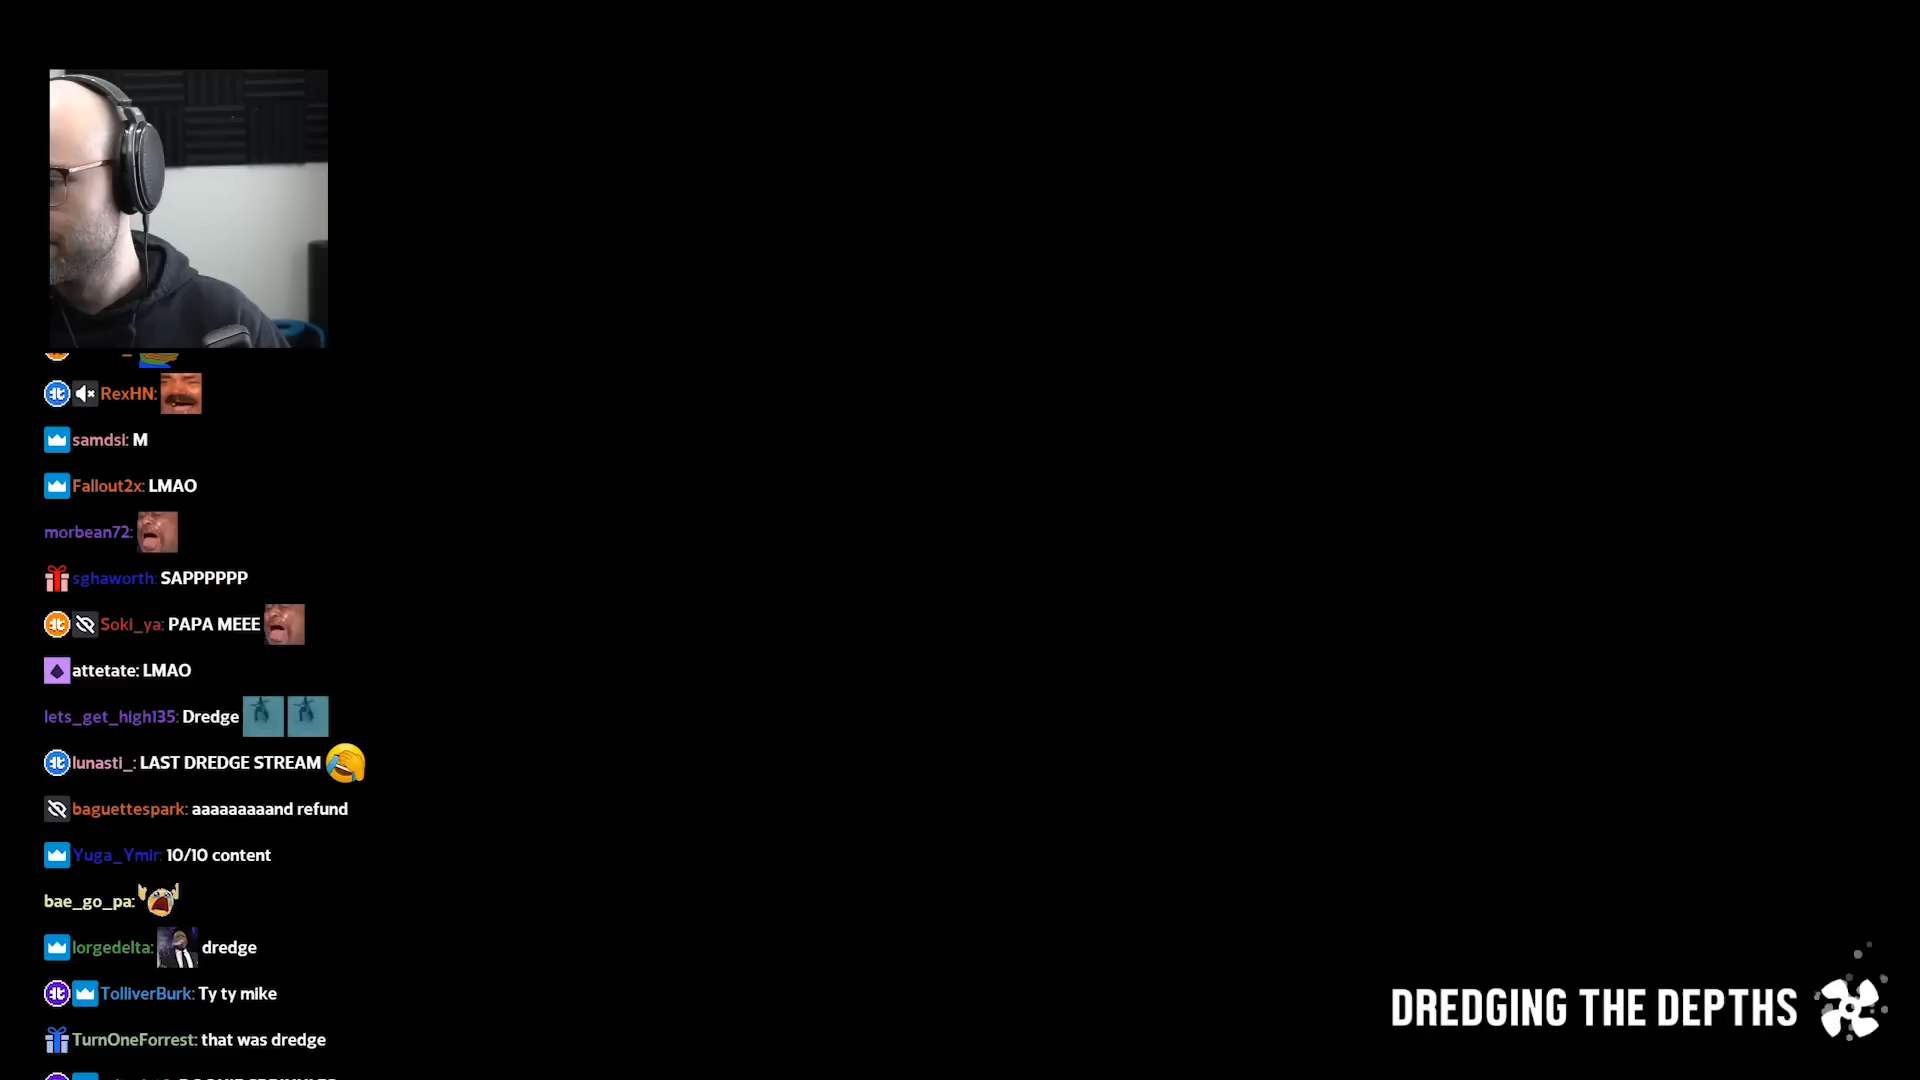 RexHN:
samdsi: M
Fallout2x: LMAO
morbean72:
sghaworth: SAPPPPPP
Soki_ya: PAPA MEEE
attetate: LMAO
lets_get_high135: Dredge
lunasti_: LAST DREDGE STREAM
baguettespark: aaaaaaaaand refund
Yuga_Ymir: 10/10 content
bae_go_pa:
lorgedelta: dredge
TolliverBurk: Ty ty mike
TurnOneForrest: that was dredge
DREDGING THE DEPTHS